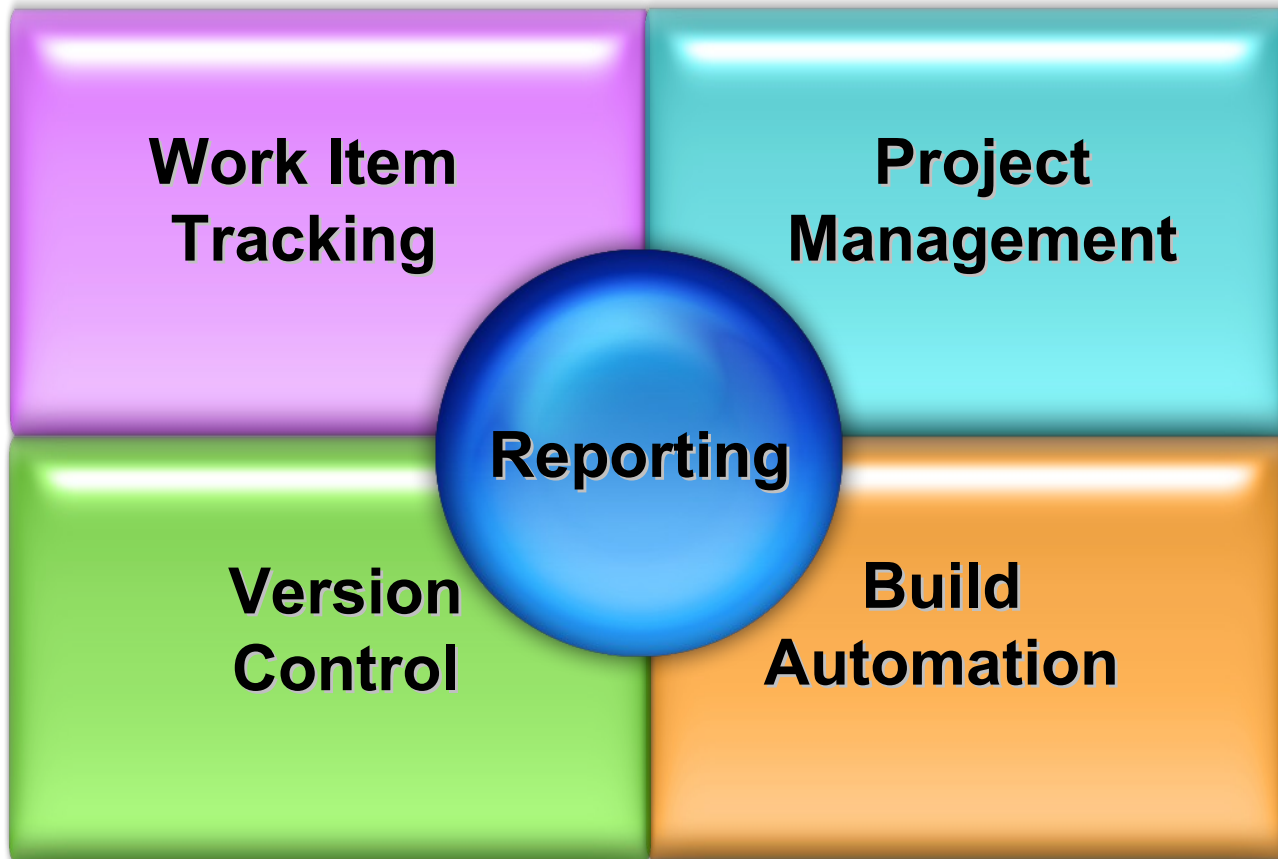 Work Item
Tracking
Project
Management
Reporting
Version
Control
Build
Automation